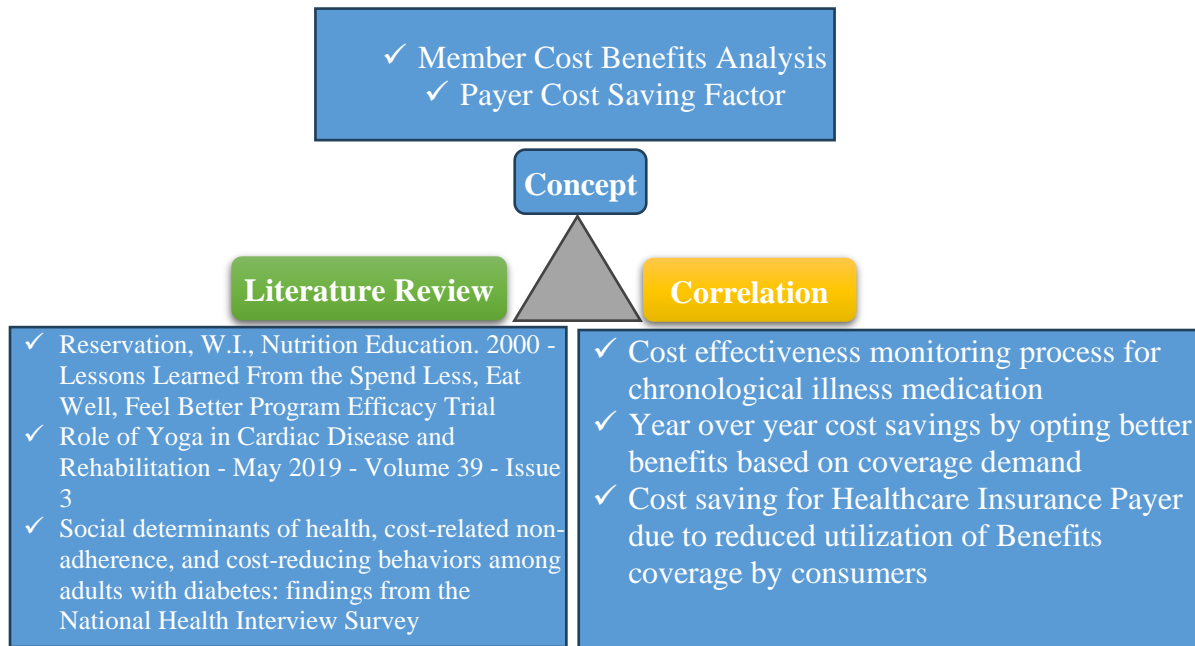 ✓ Member Cost Benefits Analysis
✓ Payer Cost Saving Factor
Concept
Literature Review
Correlation
✓ Reservation, W.I., Nutrition Education. 2000 -
Lessons Learned From the Spend Less, Eat
Well, Feel Better Program Efficacy Trial
✓ Role of Yoga in Cardiac Disease and
Rehabilitation - May 2019 - Volume 39 - Issue
3
✓ Social determinants of health, cost-related non-
adherence, and cost-reducing behaviors among
adults with diabetes: findings from the
National Health Interview Survey
✓ Cost effectiveness monitoring process for
chronological illness medication
✓ Year over year cost savings by opting better
benefits based on coverage demand
✓ Cost saving for Healthcare Insurance Payer
due to reduced utilization of Benefits
coverage by consumers